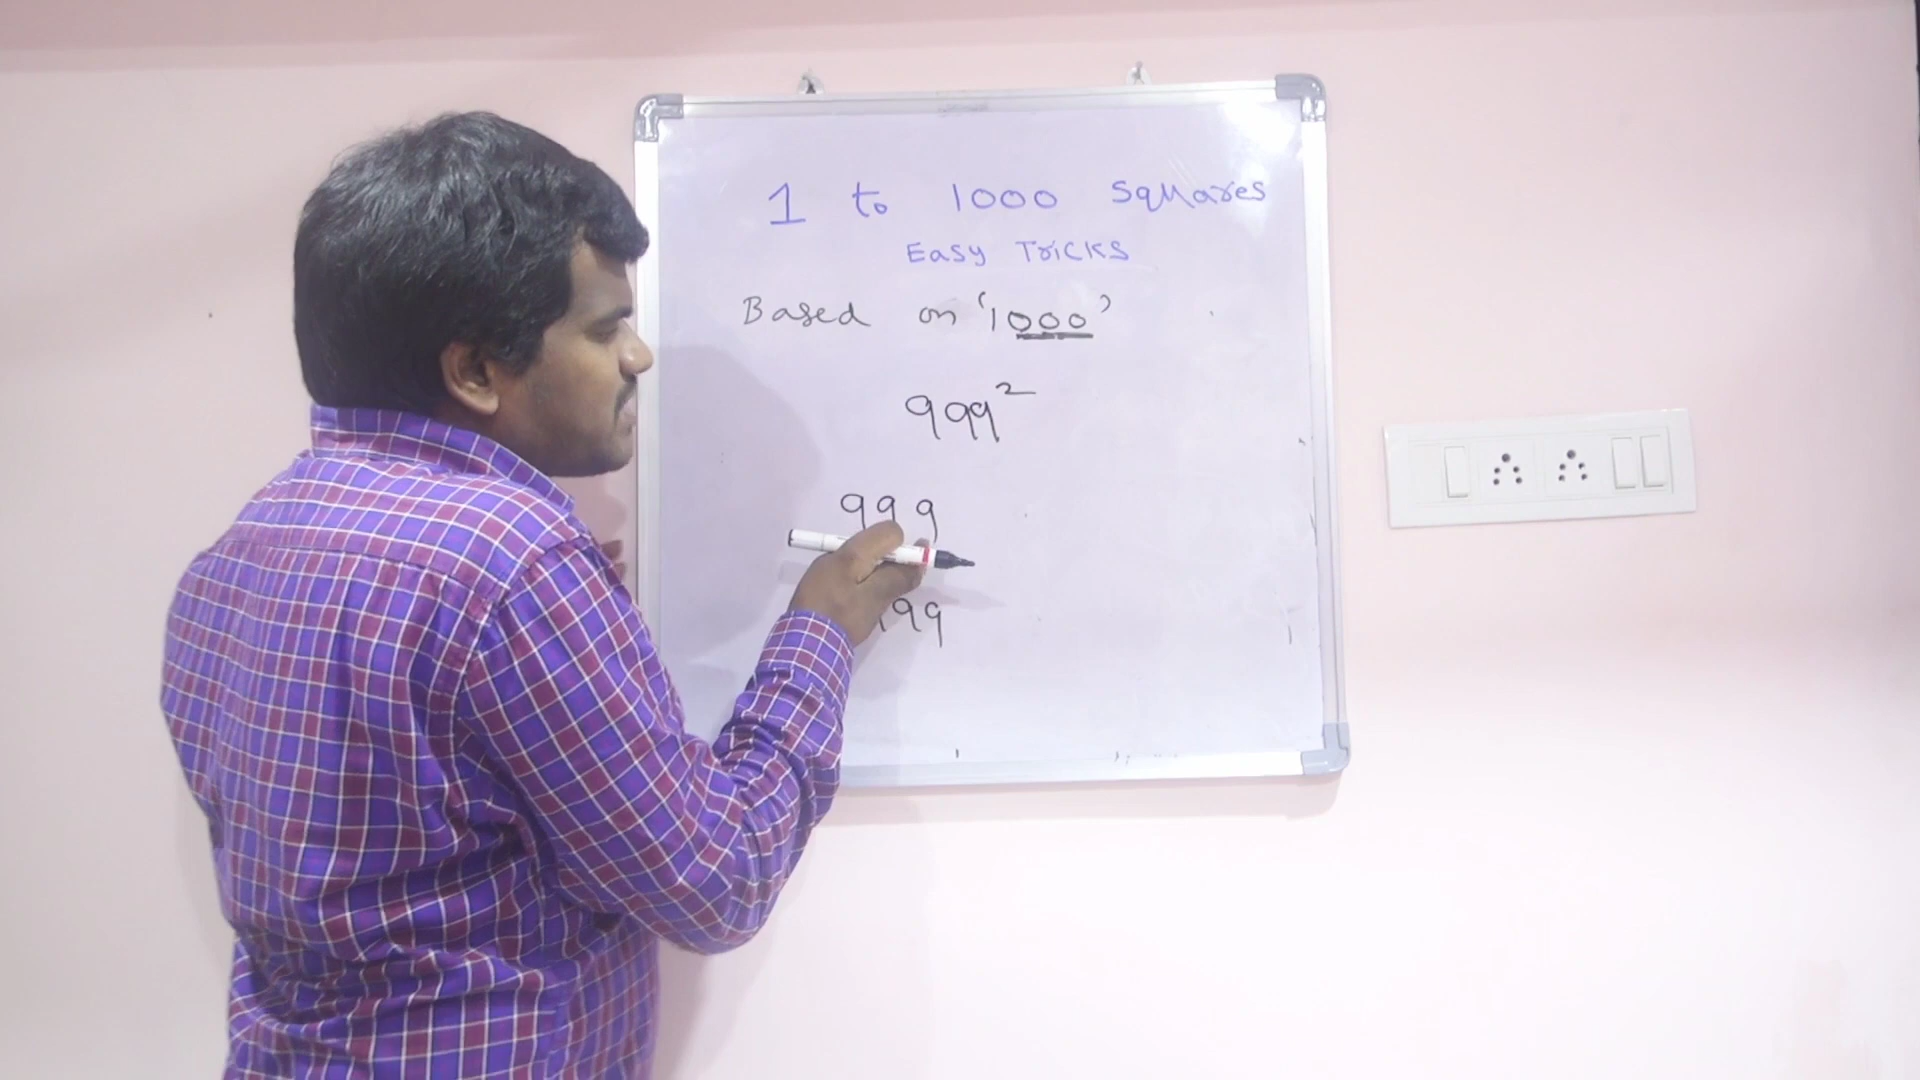 1 to 1000 Squares
Easy Tricks
Based on '1000'
999²
999
99